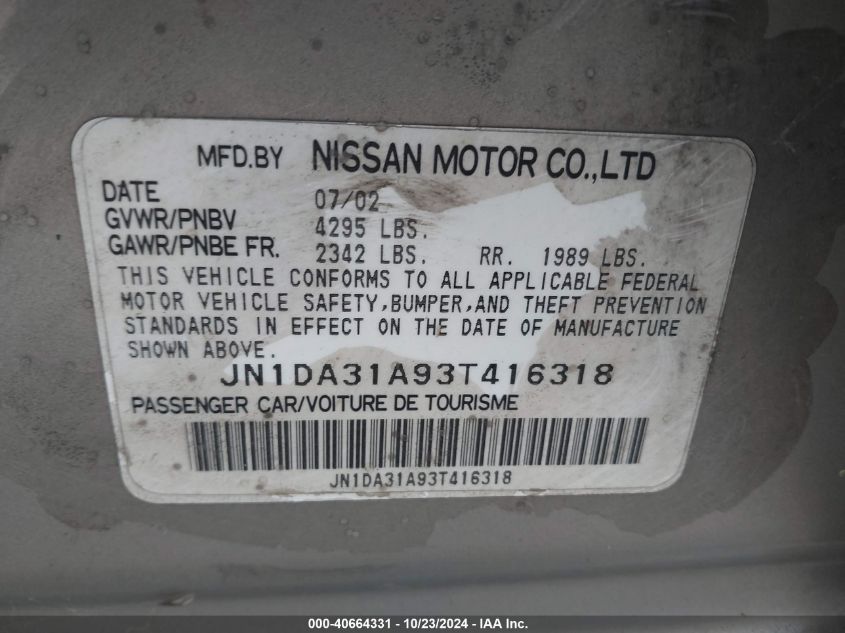 MFD.BY NISSAN MOTOR CO.,LTD
DATE 07/02
GVWR/PNBV 4295 LBS.
GAWR/PNBE FR. 2342 LBS. RR. 1989 LBS.
THIS VEHICLE CONFORMS TO ALL APPLICABLE FEDERAL
MOTOR VEHICLE SAFETY,BUMPER,AND THEFT PREVENTION
STANDARDS IN EFFECT ON THE DATE OF MANUFACTURE
SHOWN ABOVE.
JN1DA31A93T416318
PASSENGER CAR/VOITURE DE TOURISME
JN1DA31A93T416318
000-40664331 - 10/23/2024 - IAA Inc.